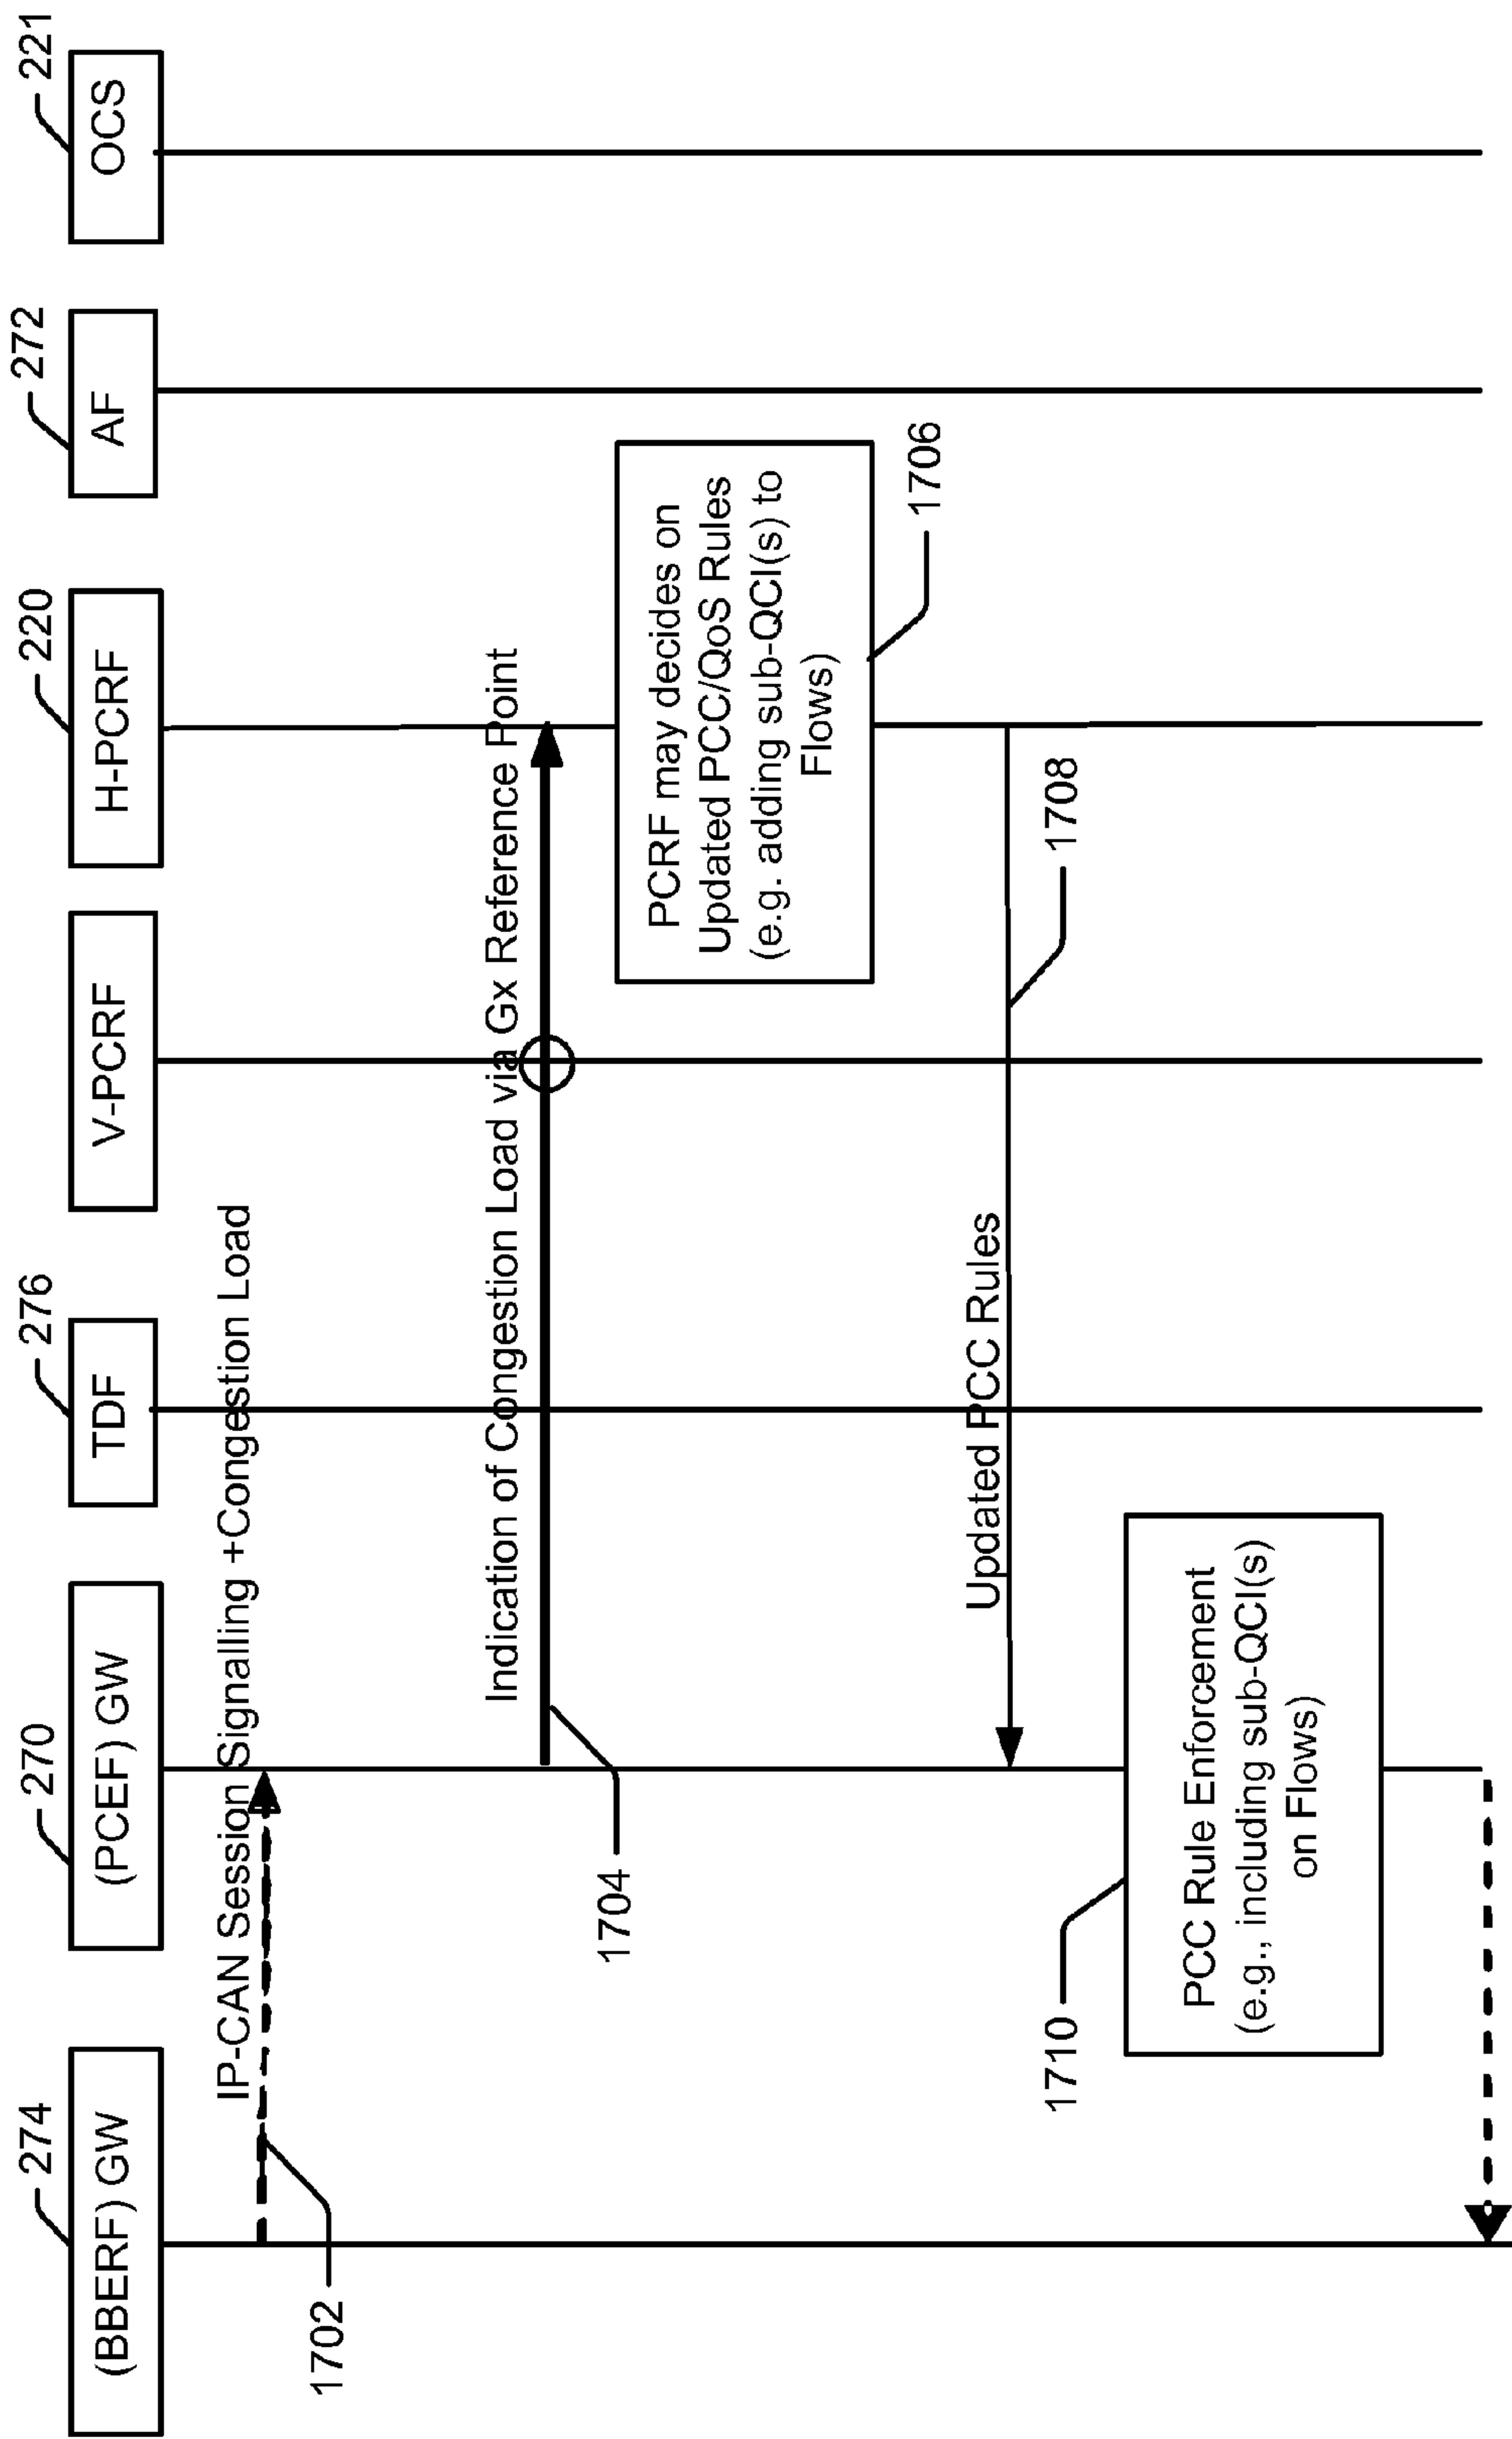 274
270
276
220
272
221
(BBERF) GW
(PCEF) GW
TDF
V-PCRF
H-PCRF
AF
OCS
IP-CAN Session Signalling +Congestion Load
1702
Indication of Congestion Load via Gx Reference Point
1704
PCRF may decides on
Updated PCC/QoS Rules
(e.g. adding sub-QCI(s) to
Flows)
1706
Updated PCC Rules
1708
1710
PCC Rule Enforcement
(e.g., including sub-QCI(s)
on Flows)